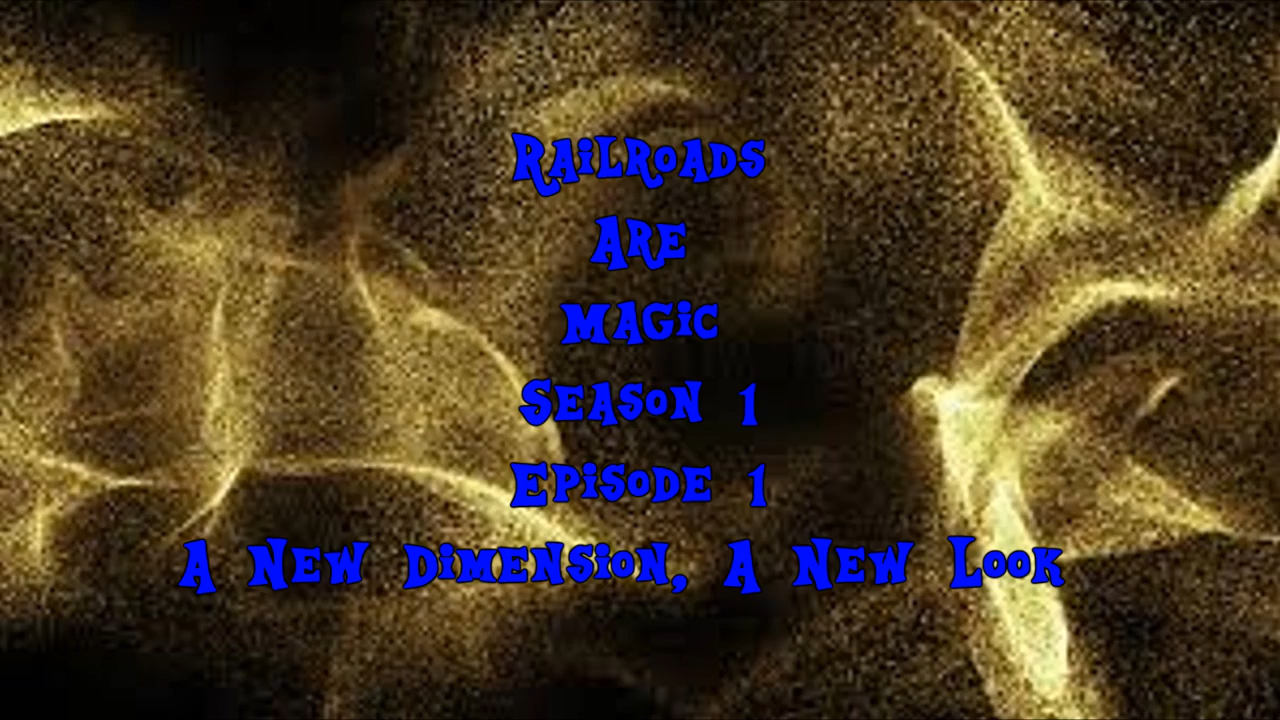 Railroads
Are
Magic
Season 1
Episode 1
A New Dimension, A New Look